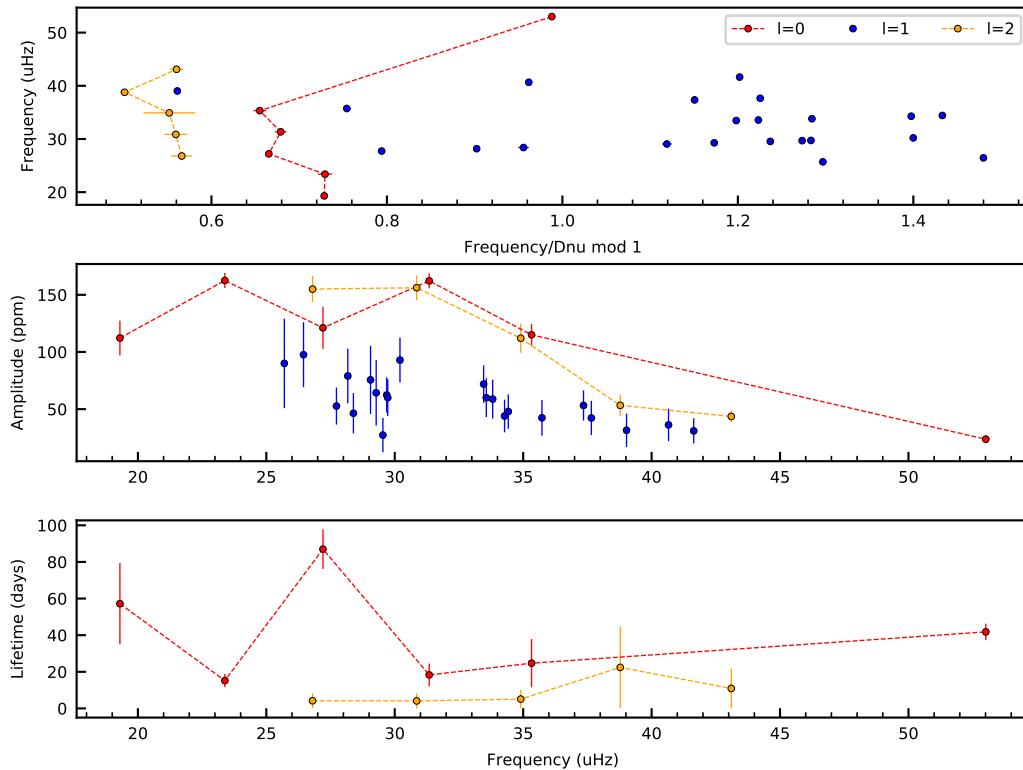 l=0 l=1 l=2
Frequency (uHz)
50
40
30
20
0.6 0.8 1.0 1.2 1.4
Frequency/Dnu mod 1
Amplitude (ppm)
150
100
50
20 25 30 35 40 45 50
Lifetime (days)
100
80
60
40
20
0
20 25 30 35 40 45 50
Frequency (uHz)